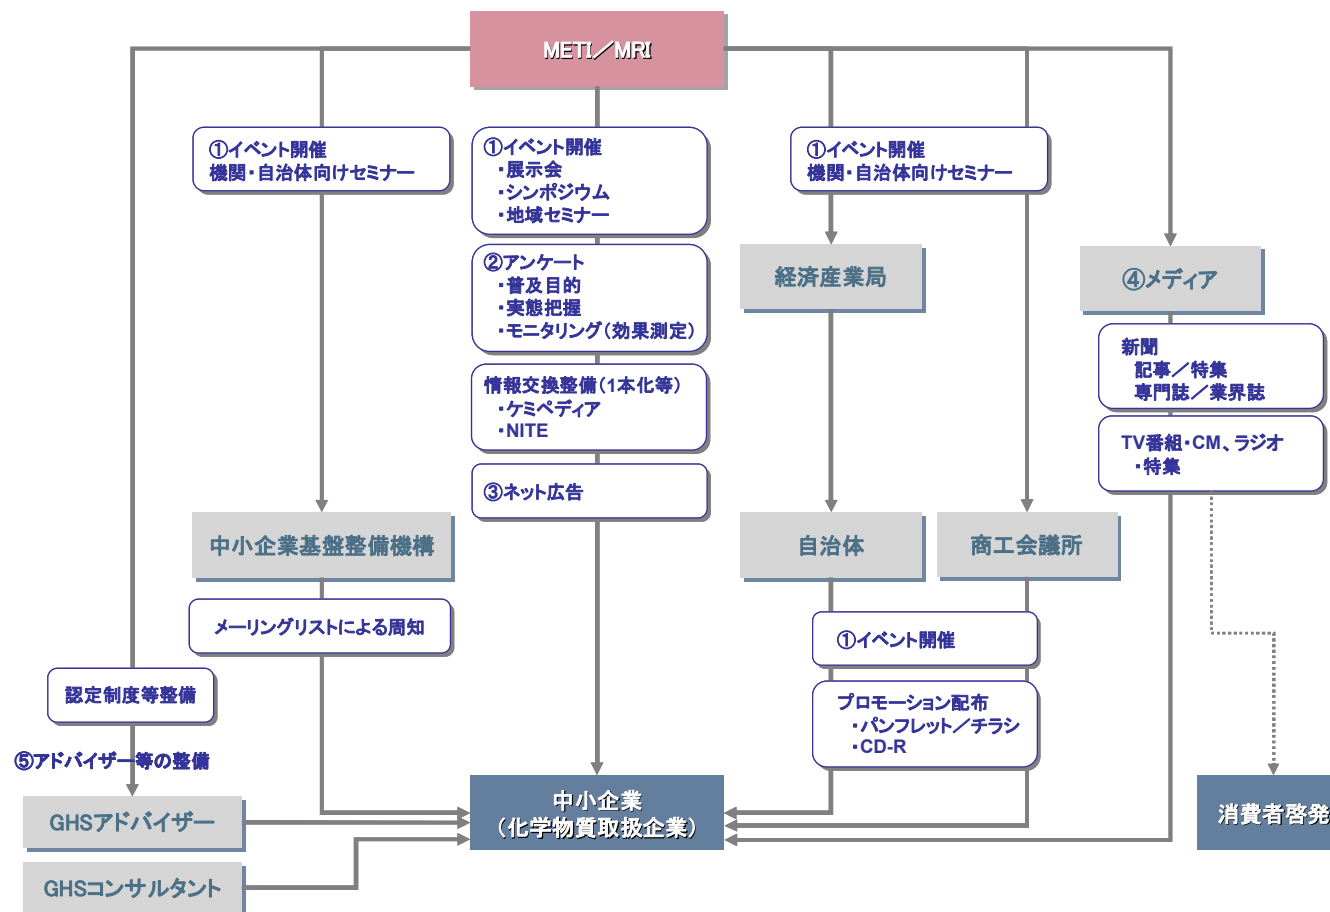 METI／MRI
①イベント開催
機関・自治体向けセミナー
①イベント開催
・展示会
・シンポジウム
・地域セミナー
①イベント開催
機関・自治体向けセミナー
②アンケート
・普及目的
・実態把握
・モニタリング（効果測定）
経済産業局
④メディア
新聞
記事／特集
専門誌／業界誌
情報交換整備（1本化等）
・ケミペディア
・NITE
TV番組・CM、ラジオ
・特集
③ネット広告
中小企業基盤整備機構
自治体
商工会議所
メーリングリストによる周知
①イベント開催
認定制度等整備
プロモーション配布
・パンフレット／チラシ
・CD-R
⑤アドバイザー等の整備
GHSアドバイザー
中小企業
（化学物質取扱企業）
消費者啓発
GHSコンサルタント